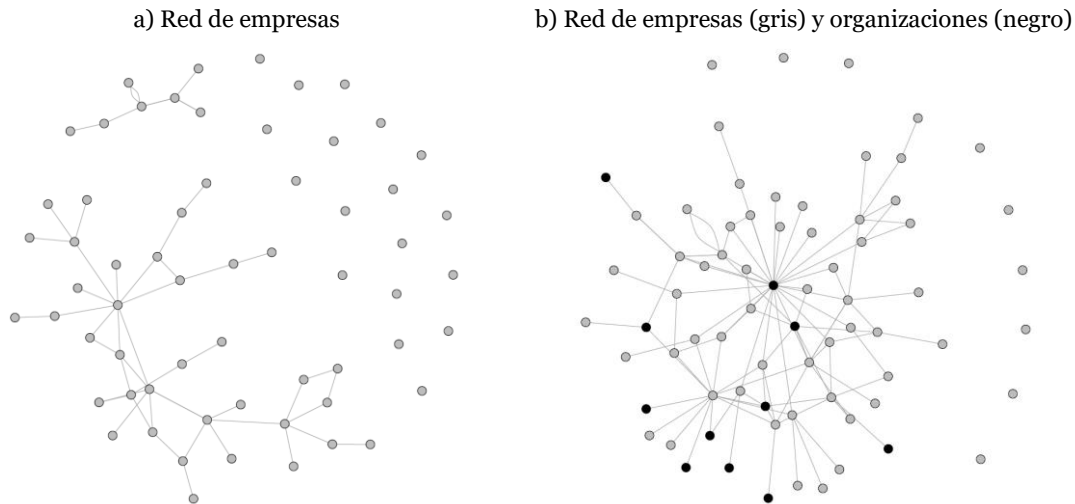 a) Red de empresas
b) Red de empresas (gris) y organizaciones (negro)